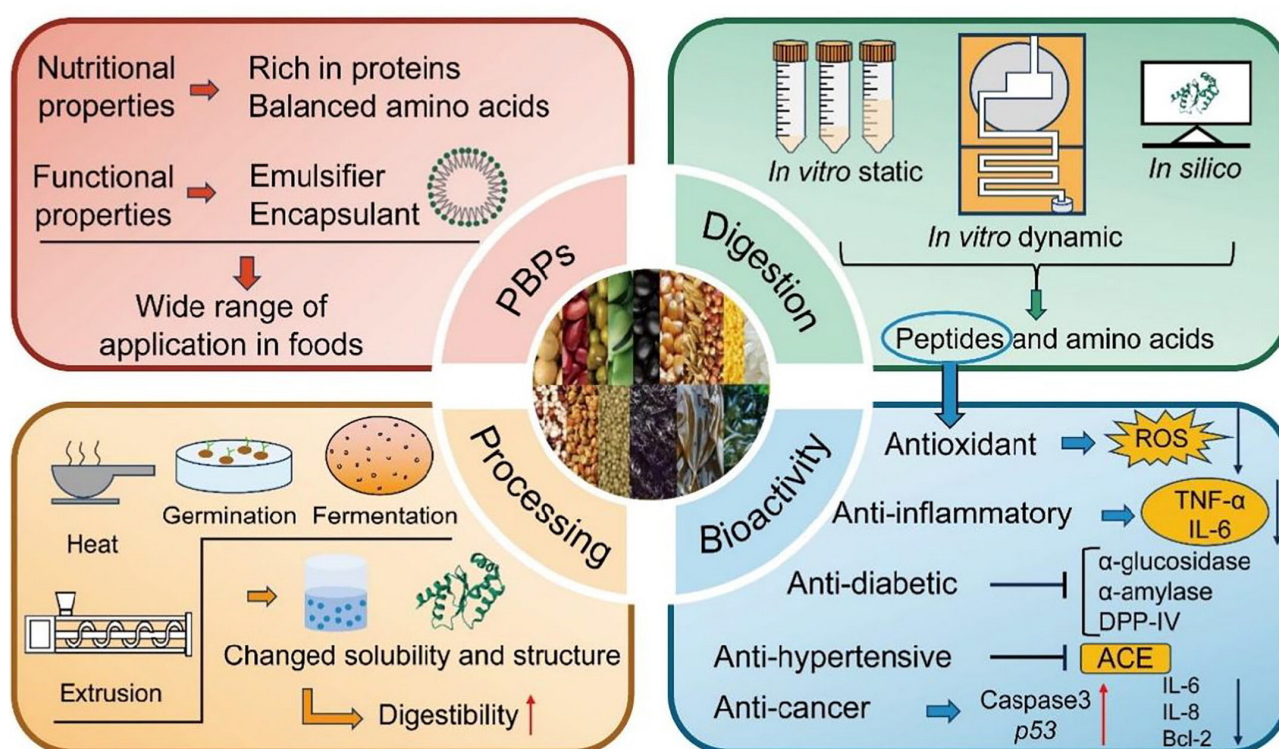 Nutritional
properties
Rich in proteins
Balanced amino acids
Functional
properties
Emulsifier
Encapsulant
Wide range of
application in foods
PBPs
Digestion
In vitro static
In vitro dynamic
In silico
Peptides and amino acids
Processing
Heat
Germination
Fermentation
Extrusion
Changed solubility and structure
Digestibility
Bioactivity
Antioxidant
ROS
Anti-inflammatory
TNF-α
IL-6
Anti-diabetic
α-glucosidase
α-amylase
DPP-IV
Anti-hypertensive
ACE
Anti-cancer
Caspase3
p53
IL-6
IL-8
Bcl-2